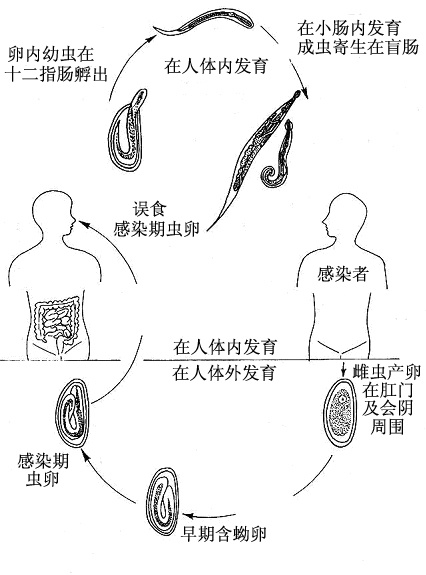 卵内幼虫在
十二指肠孵出
在人体内发育
在小肠内发育
成虫寄生在盲肠
误食
感染期虫卵
感染者
在人体内发育
在人体外发育
雌虫产卵
在肛门
及会阴
周围
感染期
虫卵
早期含蚴卵